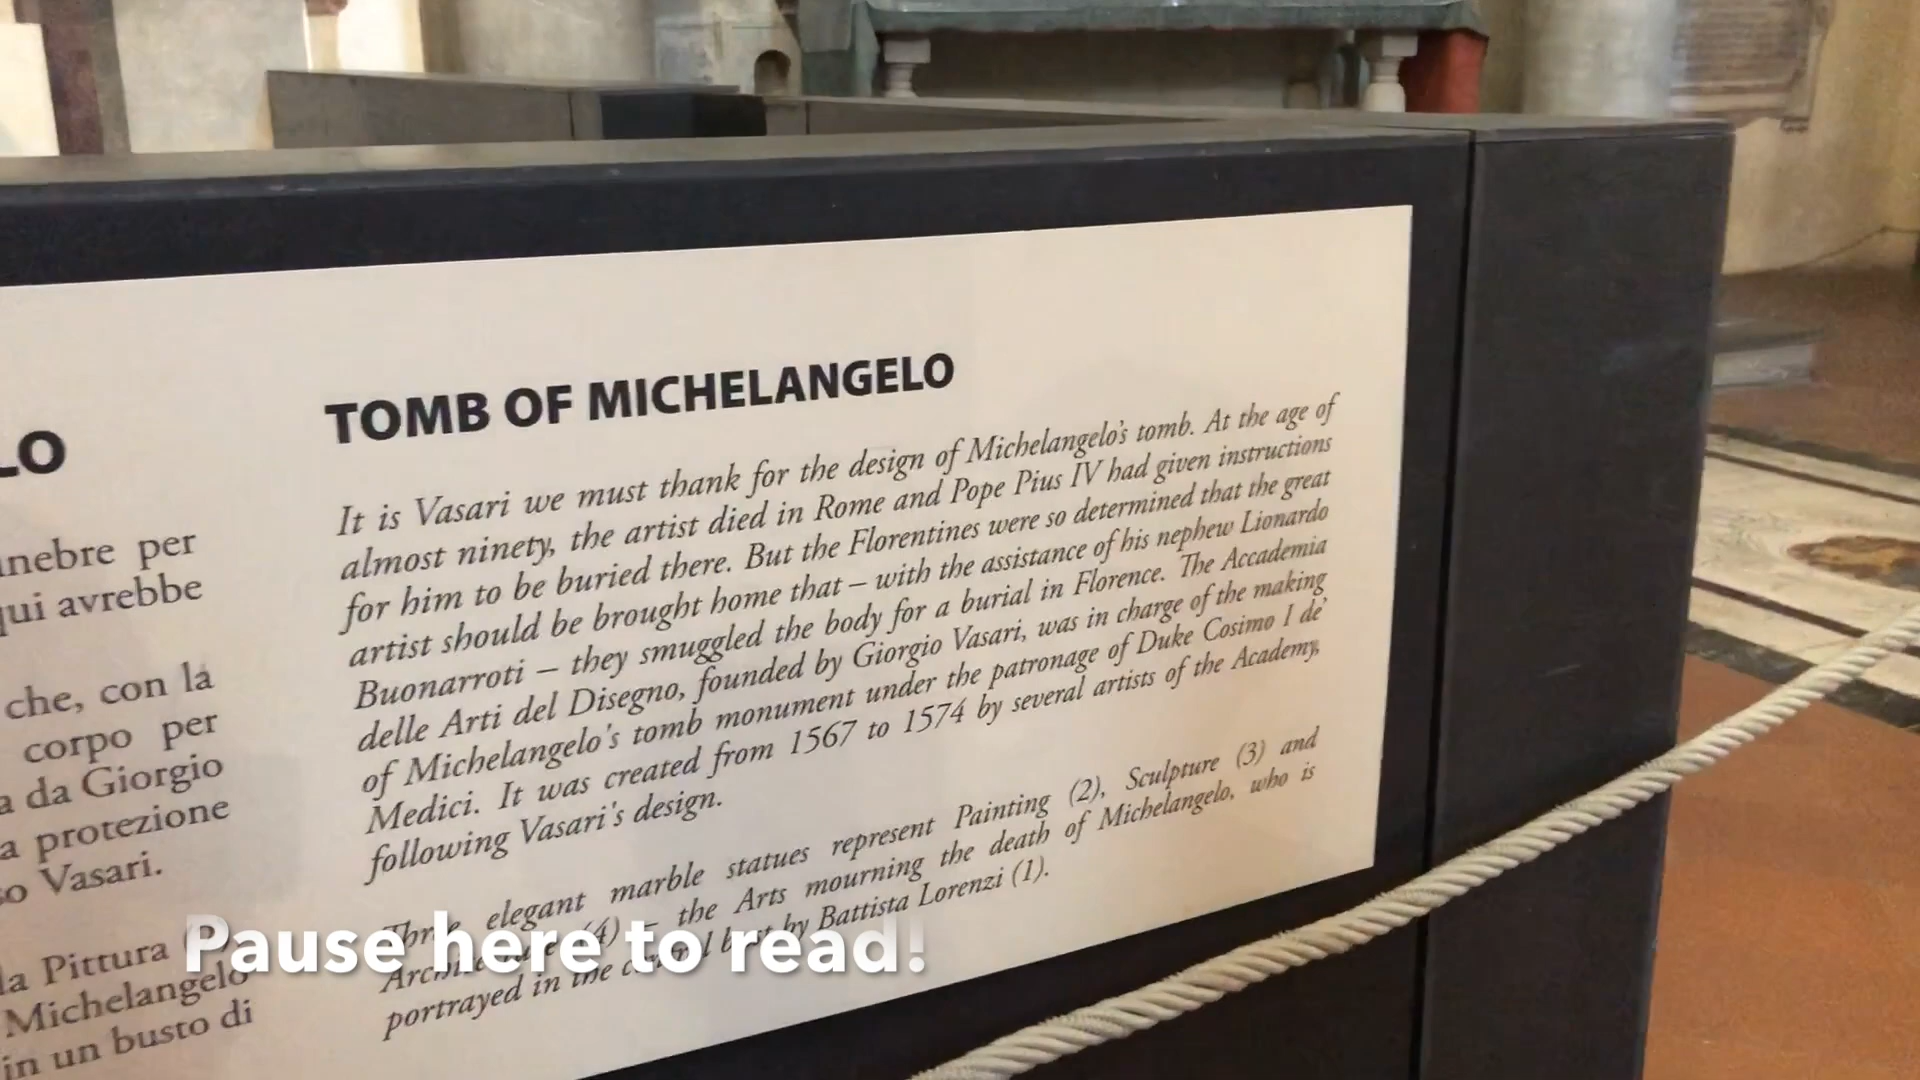 LO
unebre per
qui avrebbe
che, con la
corpo per
a da Giorgio
a protezione
so Vasari.
la Pittura
Michelangelo
in un busto di
TOMB OF MICHELANGELO
It is Vasari we must thank for the design of Michelangelo's tomb. At the age of
almost ninety, the artist died in Rome and Pope Pius IV had given instructions
for him to be buried there. But the Florentines were so determined that the great
artist should be brought home that – with the assistance of his nephew Lionardo
Buonarroti – they smuggled the body for a burial in Florence. The Accademia
delle Arti del Disegno, founded by Giorgio Vasari, was in charge of the making
of Michelangelo's tomb monument under the patronage of Duke Cosimo I de'
Medici. It was created from 1567 to 1574 by several artists of the Academy,
following Vasari's design.
Three elegant marble statues represent Painting (2), Sculpture (3) and
Architecture (4) – the Arts mourning the death of Michelangelo, who is
portrayed in the central bust by Battista Lorenzi (1).
Pause here to read!